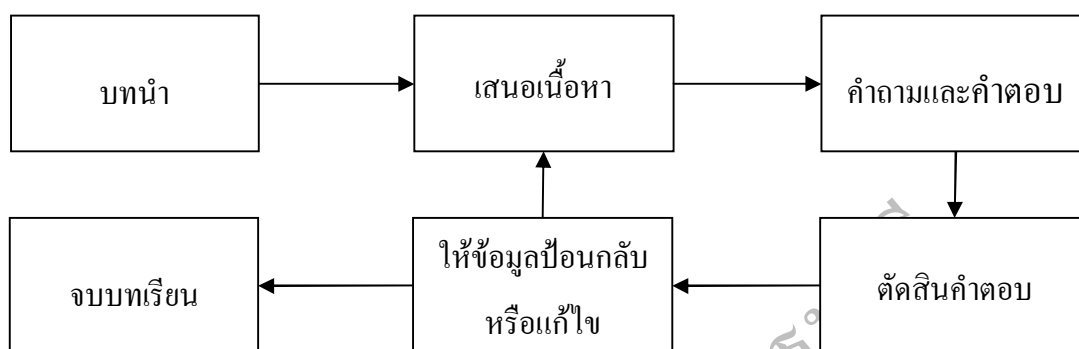 บทนำ
เสนอเนื้อหา
คำถามและคำตอบ
จบบทเรียน
ให้ข้อมูลป้อนกลับ
หรือแก้ไข
ตัดสินคำตอบ